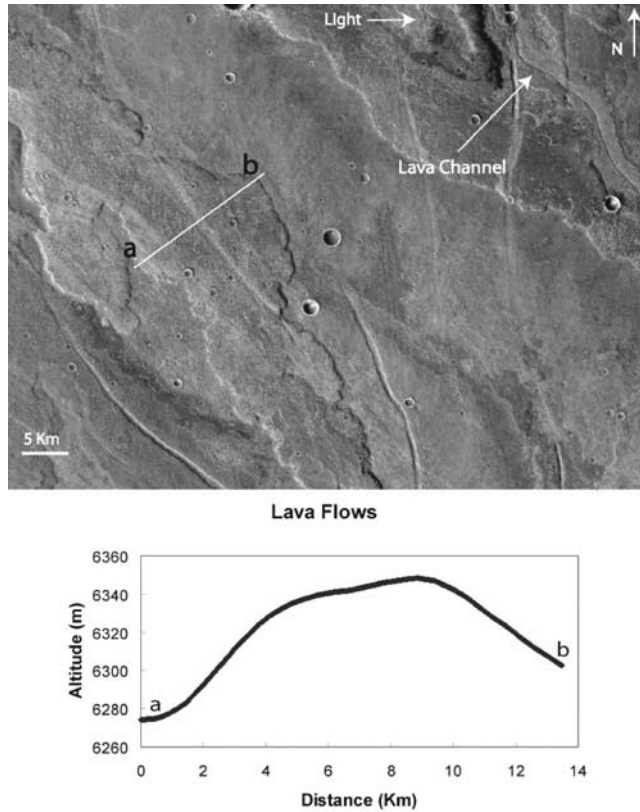 Light
N
Lava Channel
b
a
5 Km
Lava Flows
Altitude (m)
6360
6340
6320
6300
6280
6260
a
b
0 2 4 6 8 10 12 14
Distance (Km)